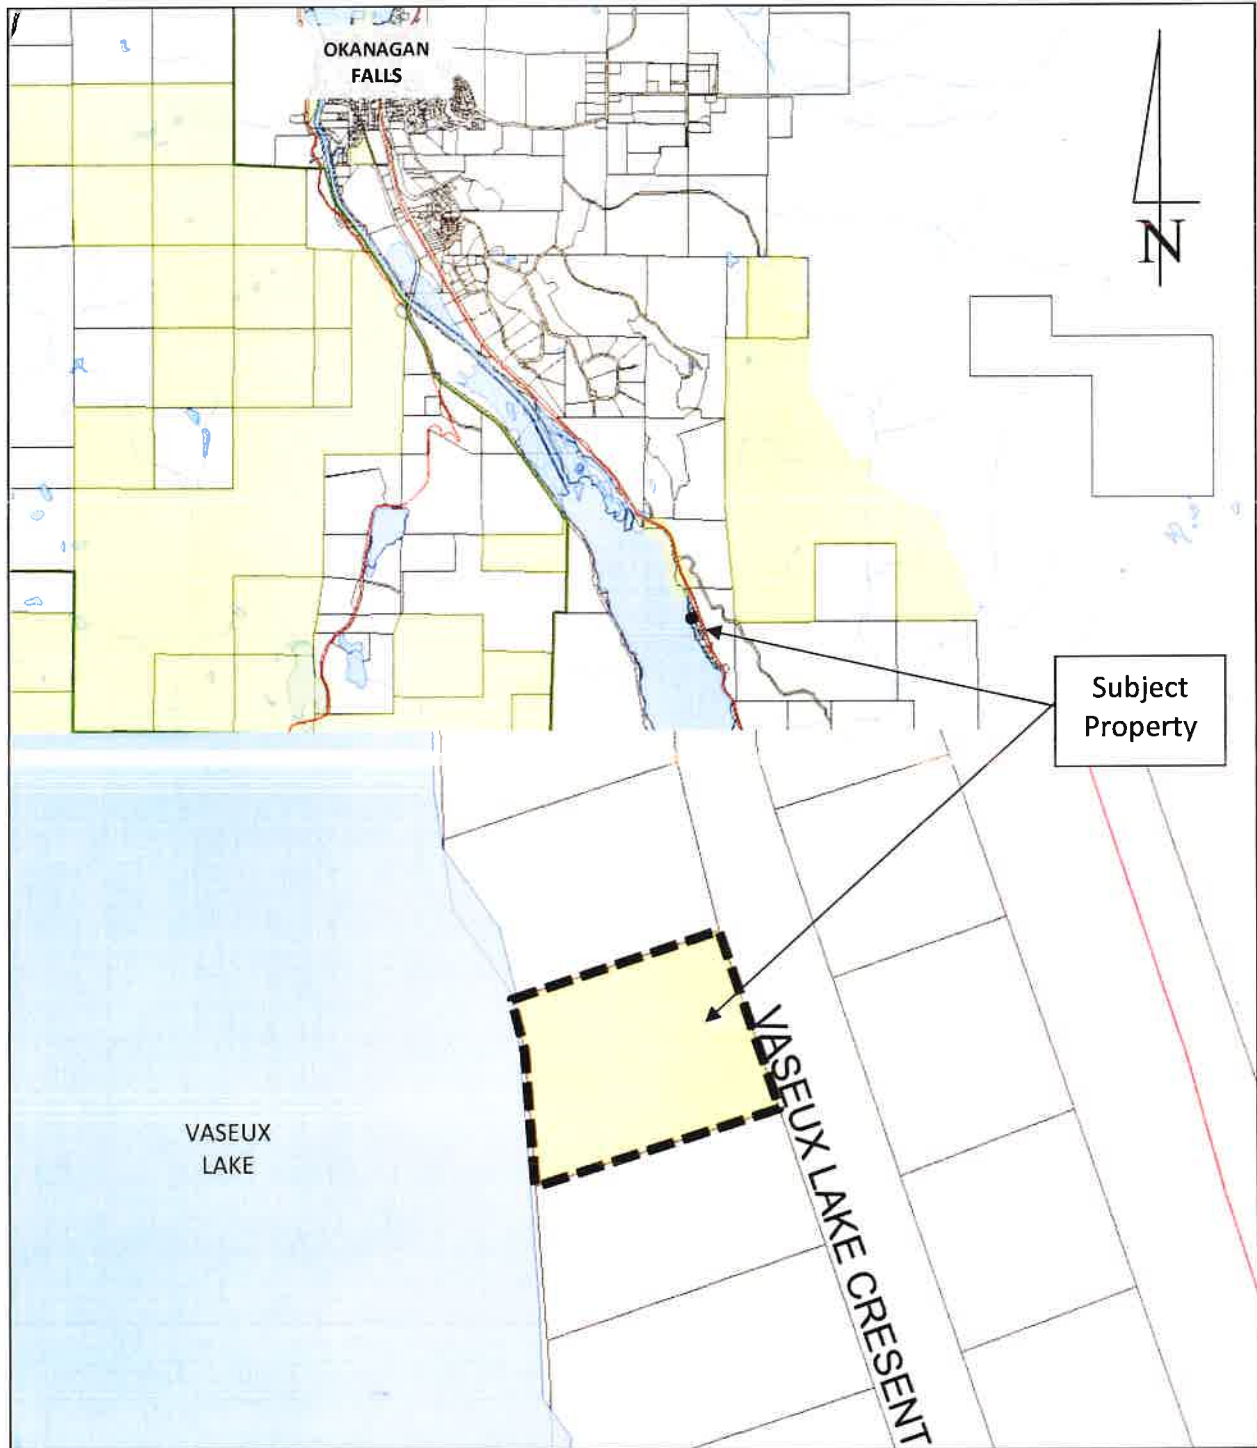 OKANAGAN
FALLS
N
Subject
Property
VASEUX
LAKE
VASEUX LAKE CRESENT